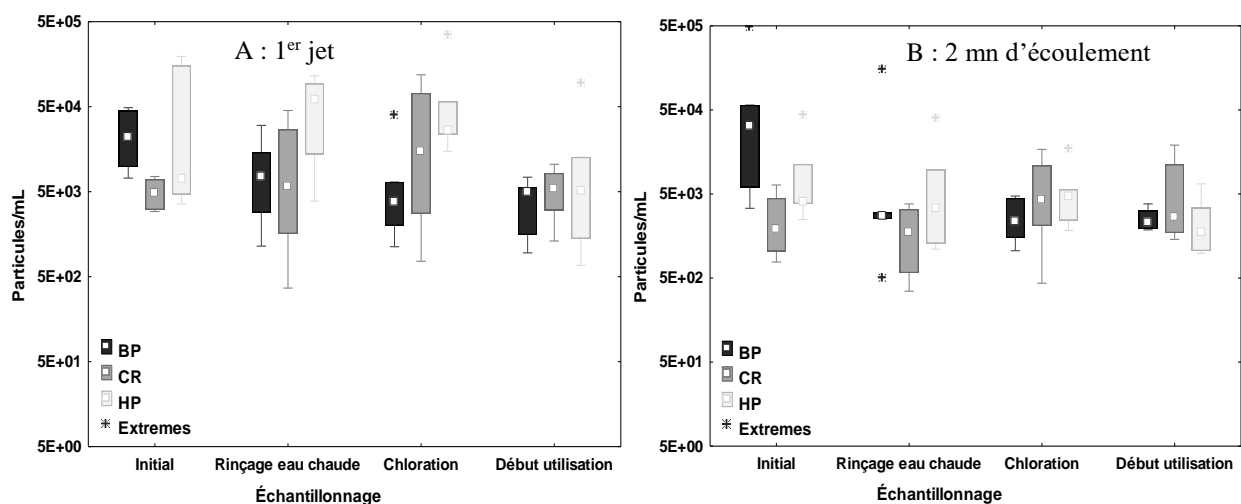 A : 1er jet
5E+05
5E+04
5E+03
5E+02
5E+01
5E+00
Particules/mL
BP
CR
HP
Extremes
Initial
Rinçage eau chaude
Chloration
Début utilisation
Échantillonnage
B : 2 mn d'écoulement
5E+05
5E+04
5E+03
5E+02
5E+01
5E+00
Particules/mL
BP
CR
HP
Extremes
Initial
Rinçage eau chaude
Chloration
Début utilisation
Échantillonnage